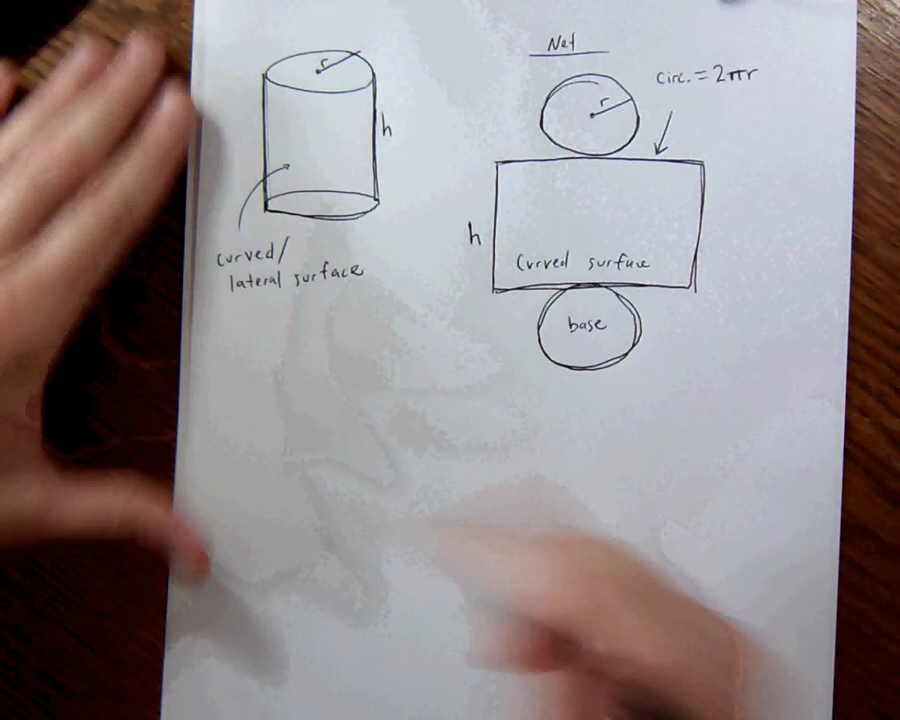 r
h
curved/
lateral surface
Net
circ. = 2πr
r
h
Curved surface
base